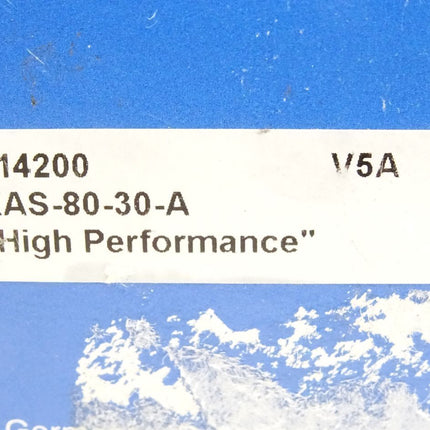 14200 V5A
AS-80-30-A
High Performance"